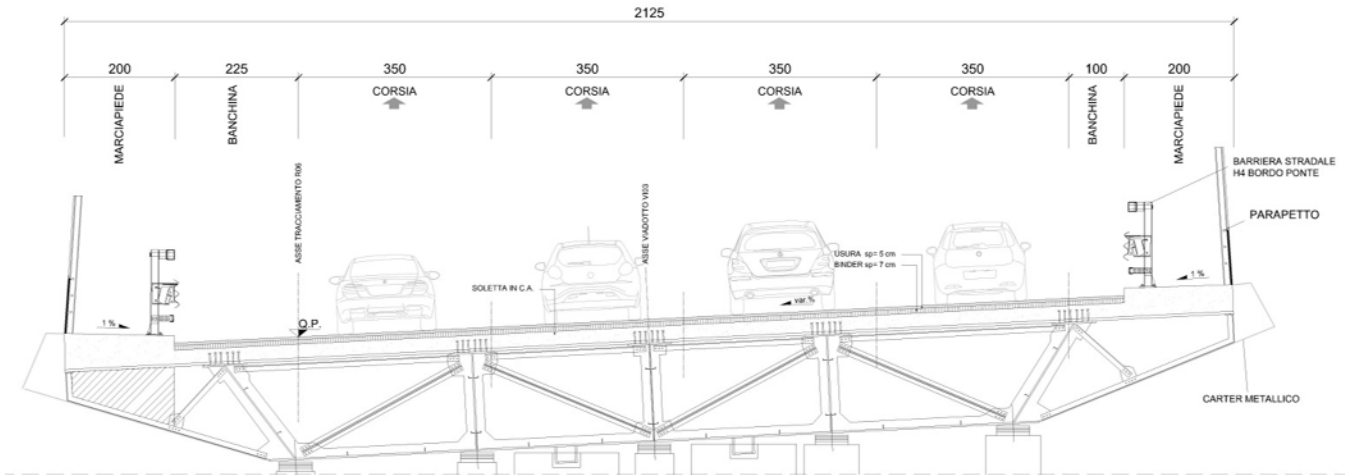 2125
200
225
350
350
350
350
100
200
MARCIAPIEDE
BANCHINA
CORSIA
CORSIA
CORSIA
CORSIA
BANCHINA
MARCIAPIEDE
BARRIERA STRADALE
H4 BORDO PONTE
PARAPETTO
ASSE TRACCIAMENTO R06
ASSE VIADOTTO VI03
USURA sp= 5 cm
BINDER sp= 7 cm
SOLETTA IN C.A.
var.%
1 %
1 %
Q.P.
CARTER METALLICO